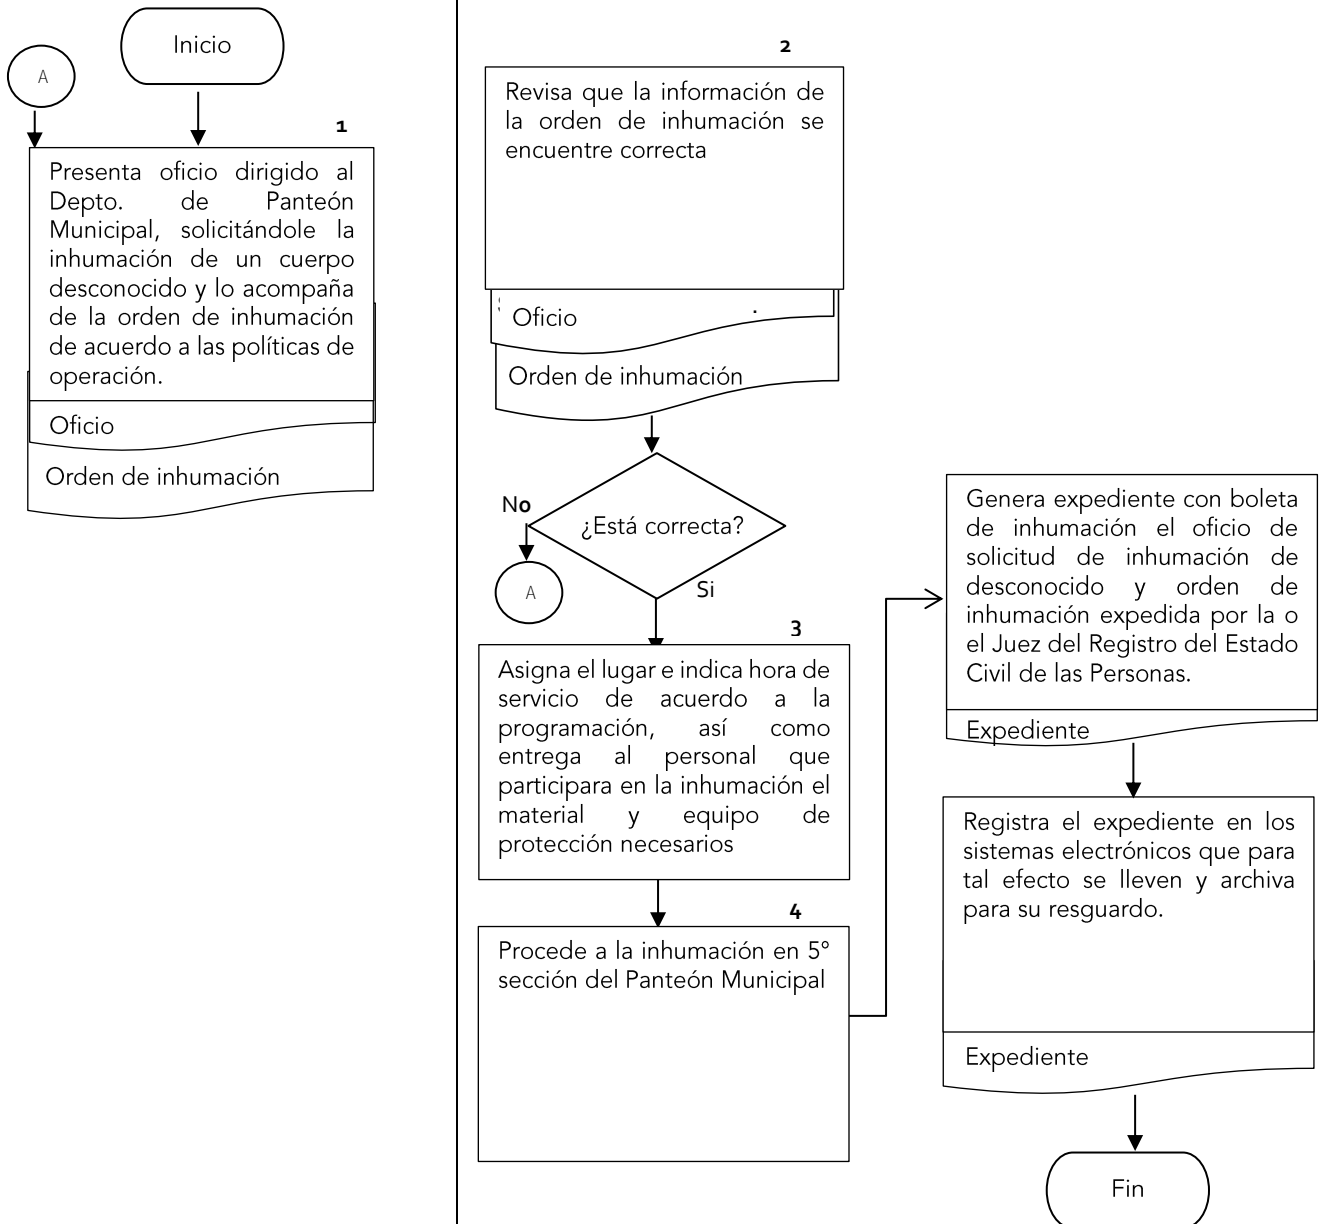 Inicio
A
1
Presenta oficio dirigido al
Depto. de Panteón
Municipal, solicitándole la
inhumación de un cuerpo
desconocido y lo acompaña
de la orden de inhumación
de acuerdo a las políticas de
operación.
Oficio
Orden de inhumación
2
Revisa que la información de
la orden de inhumación se
encuentre correcta
Oficio
Orden de inhumación
¿Está correcta?
No
A
Si
3
Asigna el lugar e indica hora de
servicio de acuerdo a la
programación, así como
entrega al personal que
participara en la inhumación el
material y equipo de
protección necesarios
4
Procede a la inhumación en 5°
sección del Panteón Municipal
Genera expediente con boleta
de inhumación el oficio de
solicitud de inhumación de
desconocido y orden de
inhumación expedida por la o
el Juez del Registro del Estado
Civil de las Personas.
Expediente
Registra el expediente en los
sistemas electrónicos que para
tal efecto se lleven y archiva
para su resguardo.
Expediente
Fin